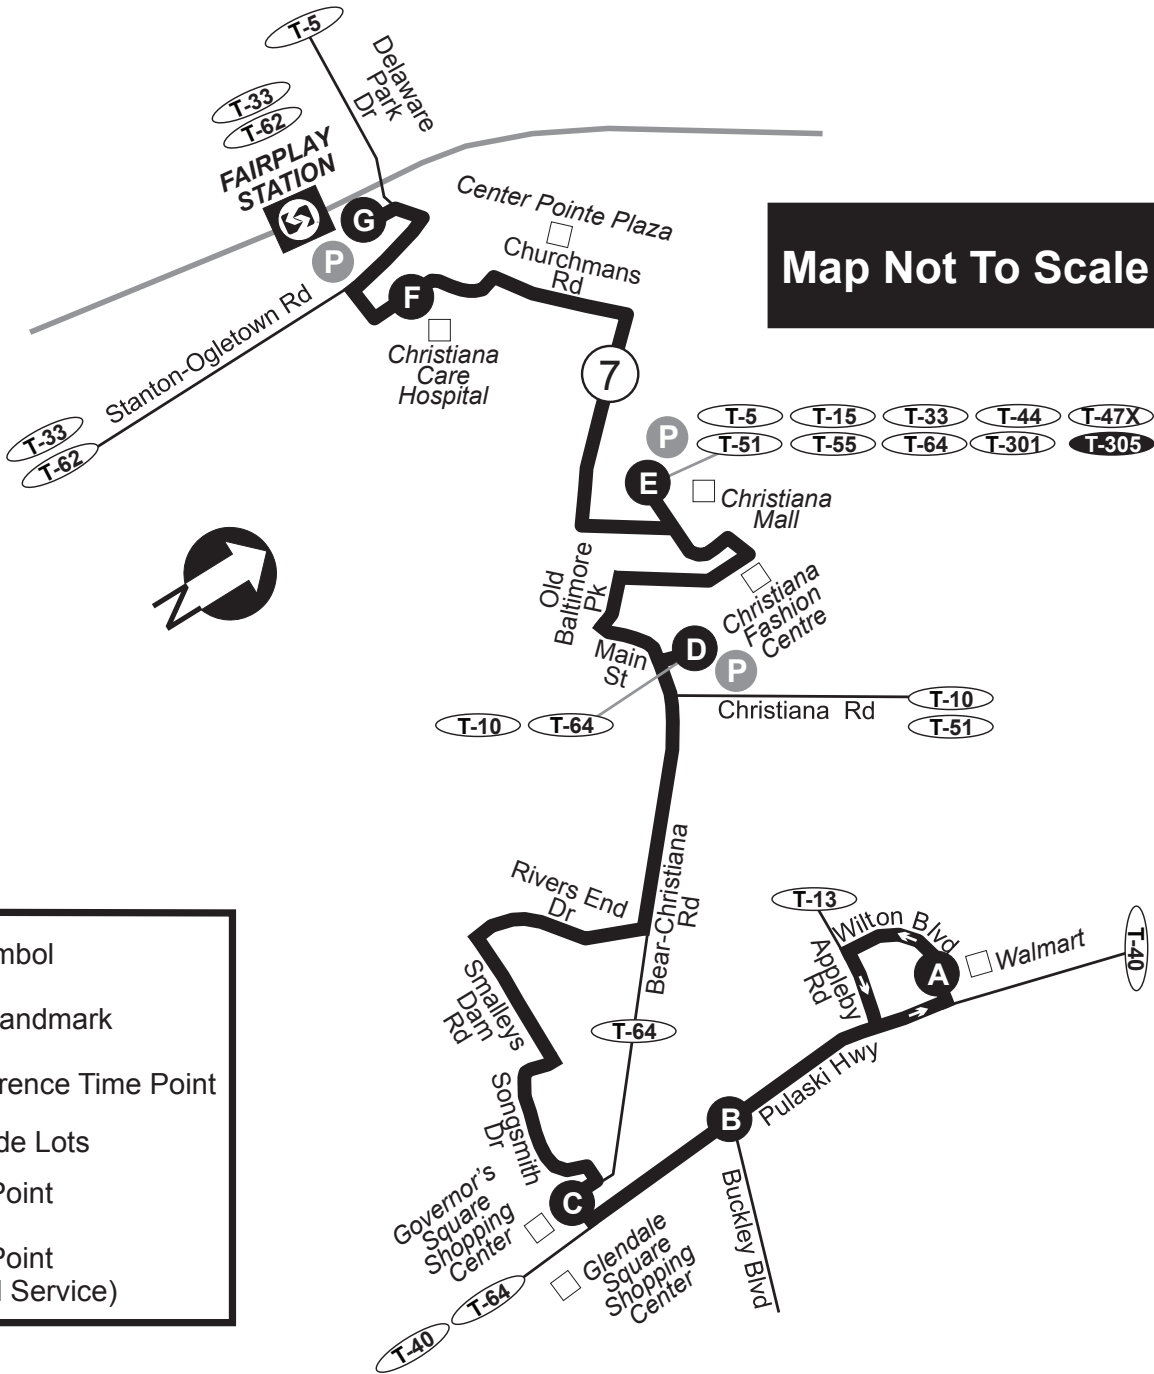 T-5
Delaware
Park
Dr
T-33
T-62
FAIRPLAY
STATION
G
P
Center Pointe Plaza
Churchmans
Rd
Map Not To Scale
F
Stanton-Ogletown Rd
Christiana
Care
Hospital
7
T-33
T-62
P
T-5 T-15 T-33 T-44 T-47X
T-51 T-55 T-64 T-301 T-305
E
Christiana
Mall
N
Old
Baltimore
Pk
Christiana
Fashion
Centre
Main
St
D
P
T-10 T-64
Christiana Rd
T-10
T-51
Rivers End
Dr
Bear-Christiana
Rd
T-13
Wilton Blvd
Appleby
Rd
A
Walmart
T-40
Smalleys
Dam
Rd
T-64
Songsmith
Dr
Pulaski Hwy
B
Buckley Blvd
C
Governor's
Square
Shopping
Center
Glendale
Square
Shopping
Center
T-64
T-40
mbol
andmark
rence Time Point
de Lots
Point
Point
l Service)